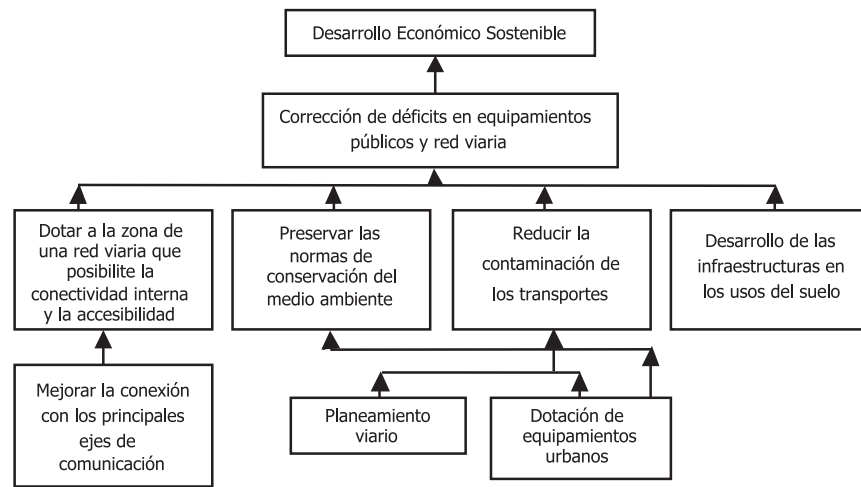 Desarrollo Económico Sostenible
Corrección de déficits en equipamientos
públicos y red viaria
Dotar a la zona de
una red viaria que
posibilite la
conectividad interna
y la accesibilidad
Preservar las
normas de
conservación del
medio ambiente
Reducir la
contaminación de
los transportes
Desarrollo de las
infraestructuras en
los usos del suelo
Mejorar la conexión
con los principales
ejes de
comunicación
Planeamiento
viario
Dotación de
equipamientos
urbanos